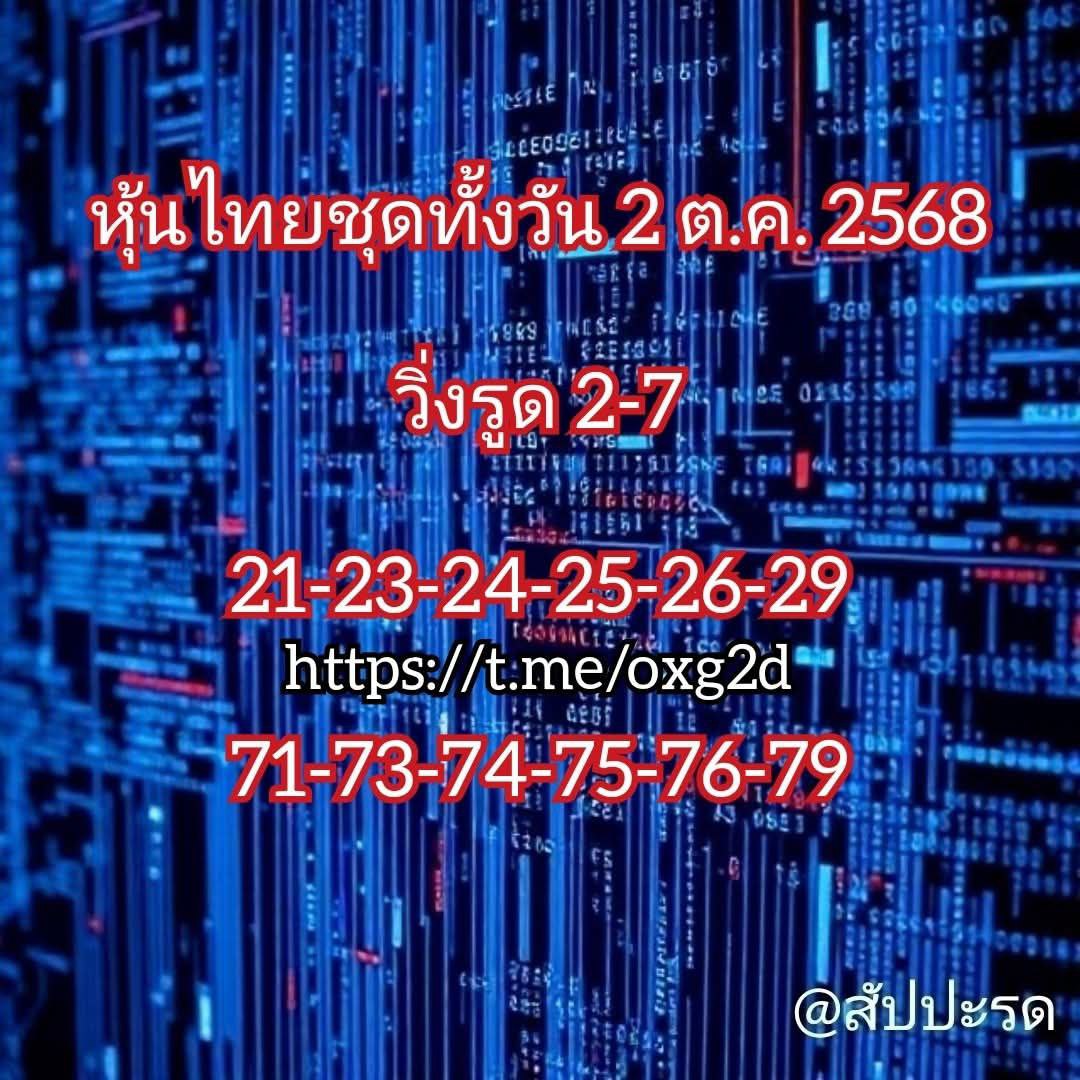 หุ้นไทยชุดทั้งวัน 2 ต.ค. 2568
วิ่งรูด 2-7
21-23-24-25-26-29
https://t.me/oxg2d
71-73-74-75-76-79
@สัปปะรด